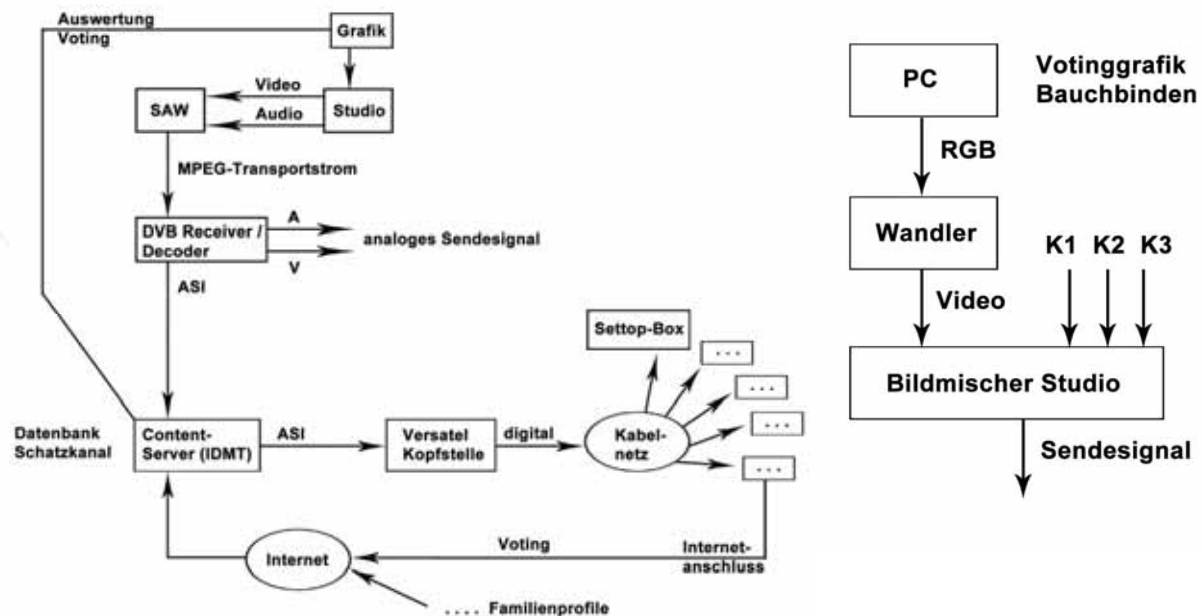 Auswertung
Voting
Grafik
Video
Audio
SAW
Studio
MPEG-Transportstrom
DVB Receiver /
Decoder
A
V
analoges Sendesignal
ASI
Settop-Box
. . .
. . .
. . .
. . .
Datenbank
Schatzkanal
Content-
Server (IDMT)
ASI
Versatel
Kopfstelle
digital
Kabel-
netz
Voting
Internet-
anschluss
Internet
. . . . Familienprofile
PC
Votinggrafik
Bauchbinden
RGB
Wandler
K1 K2 K3
Video
Bildmischer Studio
Sendesignal